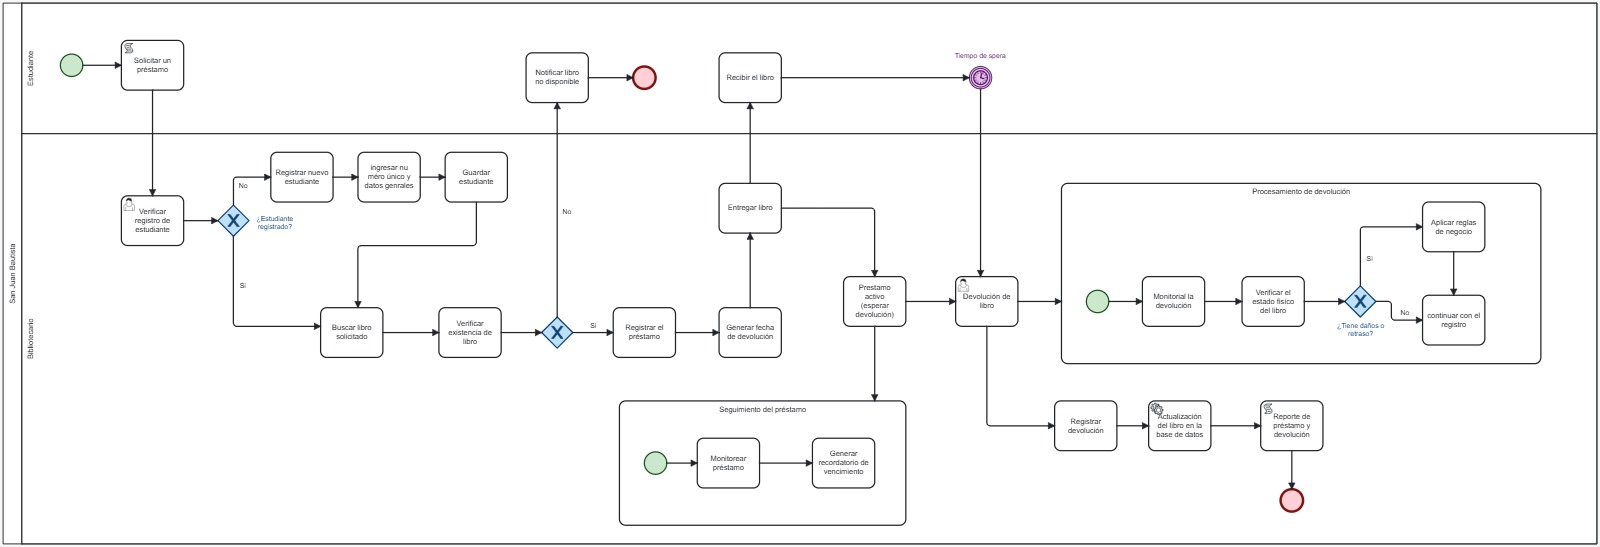 San Juan Bautista
Estudiante
Solicitar un
préstamo
Notificar libro
no disponible
Recibir el libro
Tiempo de spera
Bibliotecario
Verificar
registro de
estudiante
No
¿Estudiante
registrado?
Si
Registrar nuevo
estudiante
ingresar nu
méro único y
datos genrales
Guardar
estudiante
Buscar libro
solicitado
Verificar
existencia de
libro
No
Si
Registrar el
préstamo
Generar fecha
de devolución
Entregar libro
Prestamo
activo
(esperar
devolución)
Devolución de
libro
Procesamiento de devolución
Monitorial la
devolución
Verificar el
estado fisico
del libro
¿Tiene daños o
retraso?
Si
No
Aplicar reglas
de negocio
continuar con el
registro
Seguimiento del préstamo
Monitorear
préstamo
Generar
recordatorio de
vencimiento
Registrar
devolución
Actualización
del libro en la
base de datos
Reporte de
préstamo y
devolución